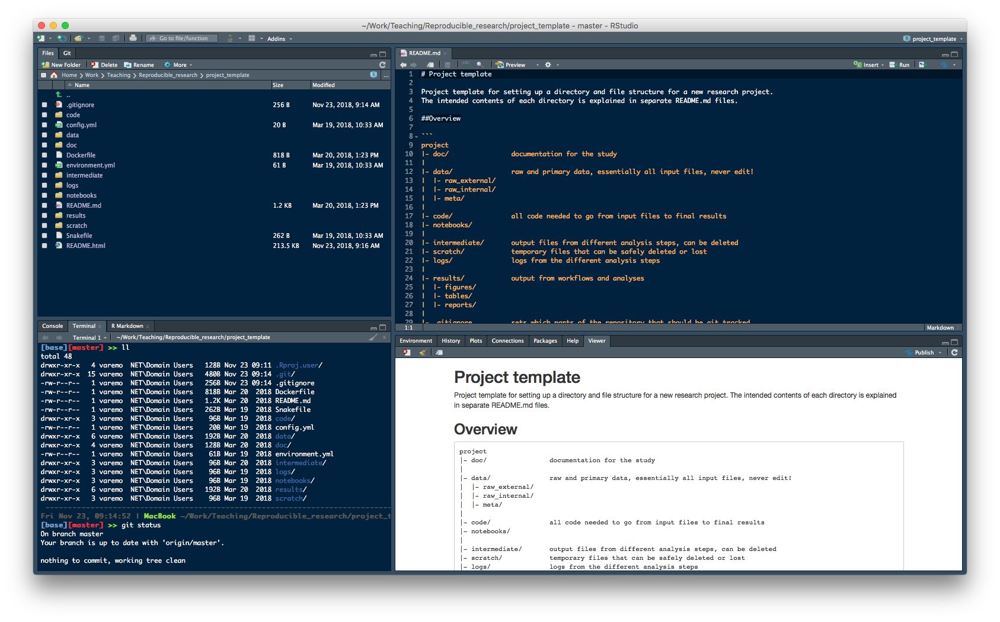 ~/Work/Teaching/Reproducible_research/project_template - master - RStudio
Go to file/function
Addins
project_template
Files Git
New Folder Delete Rename More
Home Work Teaching Reproducible_research project_template ...
Name Size Modified
..
.gitignore 256 B Nov 23, 2018, 9:14 AM
code
config.yml 20 B Mar 19, 2018, 10:33 AM
data
doc
Dockerfile 818 B Mar 20, 2018, 1:23 PM
environment.yml 61 B Mar 19, 2018, 10:33 AM
intermediate
logs
notebooks
README.md 1.2 KB Mar 20, 2018, 1:23 PM
results
scratch
Snakefile 262 B Mar 19, 2018, 10:33 AM
README.html 213.5 KB Nov 23, 2018, 9:16 AM
Console Terminal R Markdown
Terminal 1 ~/Work/Teaching/Reproducible_research/project_template
[base][master] >> ll
total 48
drwxr-xr-x 4 varemo NET\Domain Users 128B Nov 23 09:11 .Rproj.user/
drwxr-xr-x 15 varemo NET\Domain Users 480B Nov 23 09:14 .git/
-rw-r--r-- 1 varemo NET\Domain Users 256B Nov 23 09:14 .gitignore
-rw-r--r-- 1 varemo NET\Domain Users 818B Mar 20 2018 Dockerfile
-rw-r--r-- 1 varemo NET\Domain Users 1.2K Mar 20 2018 README.md
-rw-r--r-- 1 varemo NET\Domain Users 262B Mar 19 2018 Snakefile
drwxr-xr-x 3 varemo NET\Domain Users 96B Mar 19 2018 code/
-rw-r--r-- 1 varemo NET\Domain Users 20B Mar 19 2018 config.yml
drwxr-xr-x 6 varemo NET\Domain Users 192B Mar 20 2018 data/
drwxr-xr-x 4 varemo NET\Domain Users 128B Mar 20 2018 doc/
-rw-r--r-- 1 varemo NET\Domain Users 61B Mar 19 2018 environment.yml
drwxr-xr-x 3 varemo NET\Domain Users 96B Mar 20 2018 intermediate/
drwxr-xr-x 3 varemo NET\Domain Users 96B Mar 19 2018 logs/
drwxr-xr-x 3 varemo NET\Domain Users 96B Mar 19 2018 notebooks/
drwxr-xr-x 6 varemo NET\Domain Users 192B Mar 20 2018 results/
drwxr-xr-x 3 varemo NET\Domain Users 96B Mar 19 2018 scratch/
Fri Nov 23, 09:14:52 | MacBook ~/Work/Teaching/Reproducible_research/project_t
[base][master] >> git status
On branch master
Your branch is up to date with 'origin/master'.
nothing to commit, working tree clean
README.md
ABC Preview Insert Run
1 # Project template
2
3 Project template for setting up a directory and file structure for a new research project.
4 The intended contents of each directory is explained in separate README.md files.
5
6 ##Overview
7
8 ```
9 project
10 |- doc/ documentation for the study
11 |
12 |- data/ raw and primary data, essentially all input files, never edit!
13 | |- raw_external/
14 | |- raw_internal/
15 | |- meta/
16 |
17 |- code/ all code needed to go from input files to final results
18 |- notebooks/
19 |
20 |- intermediate/ output files from different analysis steps, can be deleted
21 |- scratch/ temporary files that can be safely deleted or lost
22 |- logs/ logs from the different analysis steps
23 |
24 |- results/ output from workflows and analyses
25 | |- figures/
26 | |- tables/
27 | |- reports/
28 |
29 |- .gitignore sets which parts of the repository that should be git tracked
1:1 Markdown
Environment History Plots Connections Packages Help Viewer
Publish
Project template
Project template for setting up a directory and file structure for a new research project. The intended contents of each directory is explained
in separate README.md files.
Overview
project
|- doc/ documentation for the study
|
|- data/ raw and primary data, essentially all input files, never edit!
| |- raw_external/
| |- raw_internal/
| |- meta/
|
|- code/ all code needed to go from input files to final results
|- notebooks/
|
|- intermediate/ output files from different analysis steps, can be deleted
|- scratch/ temporary files that can be safely deleted or lost
|- logs/ logs from the different analysis steps